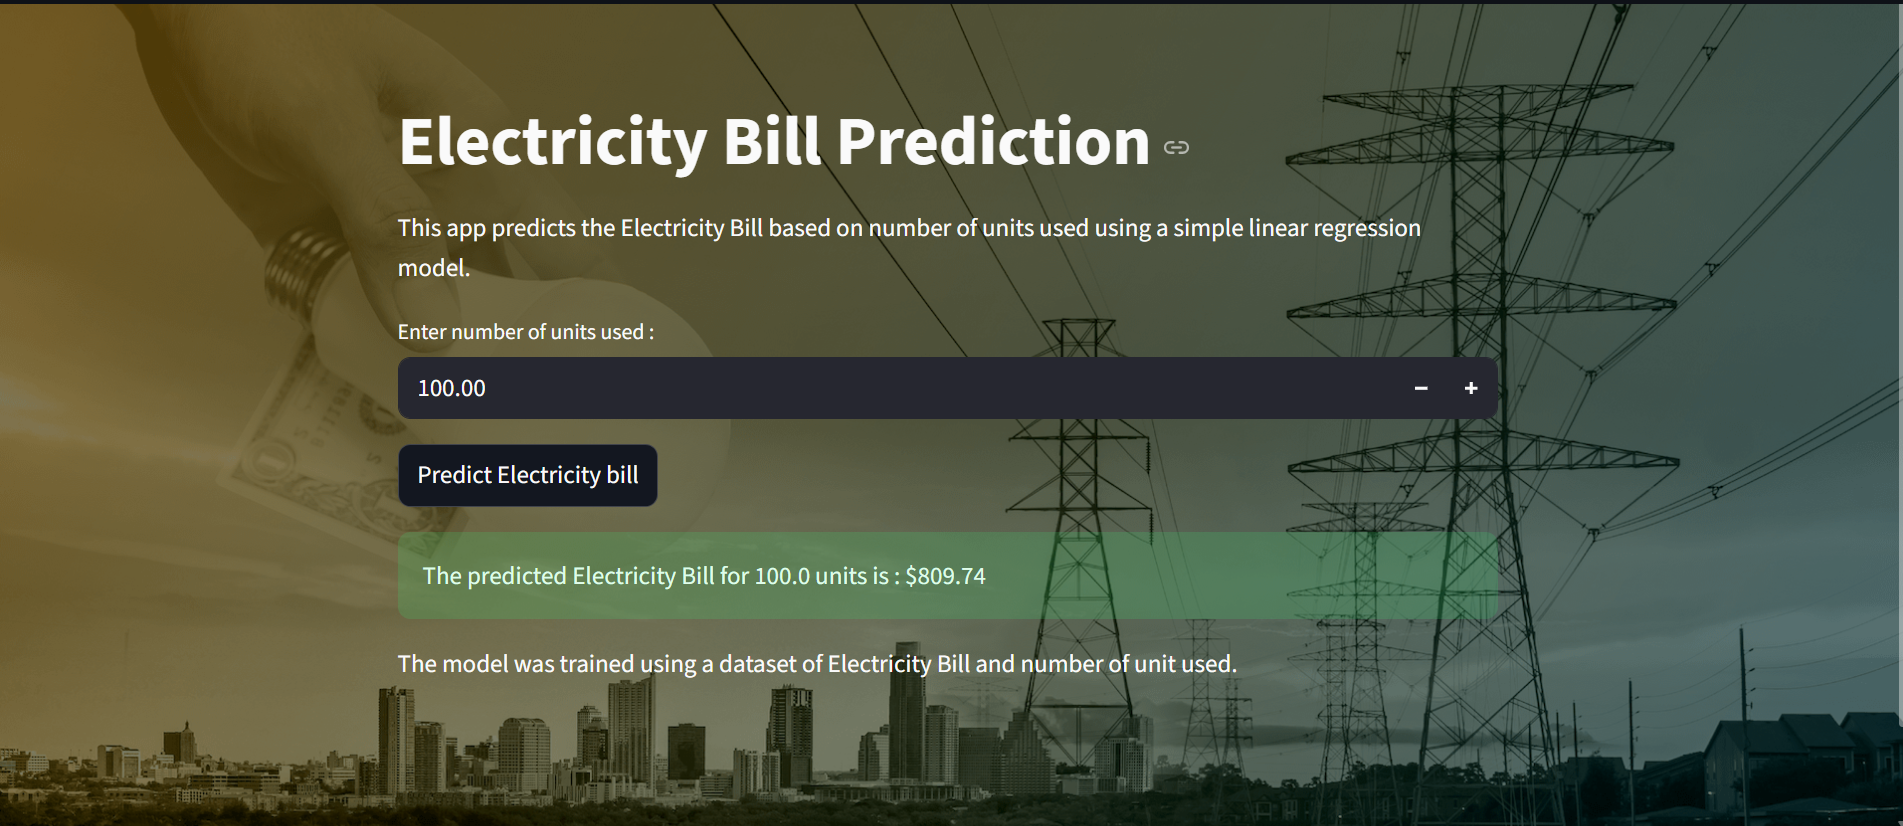 Electricity Bill Prediction
This app predicts the Electricity Bill based on number of units used using a simple linear regression
model.
Enter number of units used :
100.00
Predict Electricity bill
The predicted Electricity Bill for 100.0 units is : $809.74
The model was trained using a dataset of Electricity Bill and number of unit used.